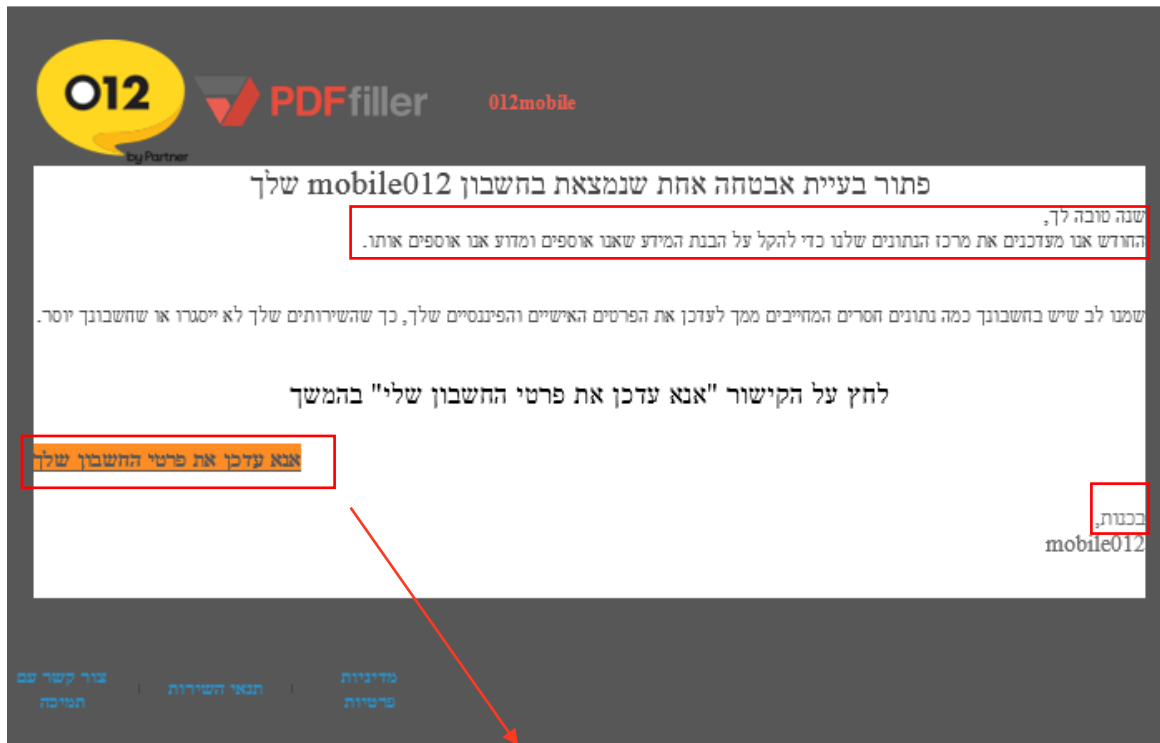 012
by Partner
PDFfiller
012mobile
פתור בעיית אבטחה אחת שנמצאת בחשבון mobile012 שלך
שנה טובה לך,
החודש אנו מעדכנים את מרכז הנתונים שלנו כדי להקל על הבנת המידע שאנו אוספים ומדוע אנו אוספים אותו.
שמנו לב שיש בחשבונך כמה נתונים חסרים המחייבים ממך לעדכן את הפרטים האישיים והפיננסיים שלך, כך שהשירותים שלך לא ייסגרו או שחשבונך יוסר.
לחץ על הקישור "אנא עדכן את פרטי החשבון שלי" בהמשך
אנא עדכן את פרטי החשבון שלך
בכנות,
mobile012
מדיניות פרטיות | תנאי השירות | צור קשר עם תמיכה